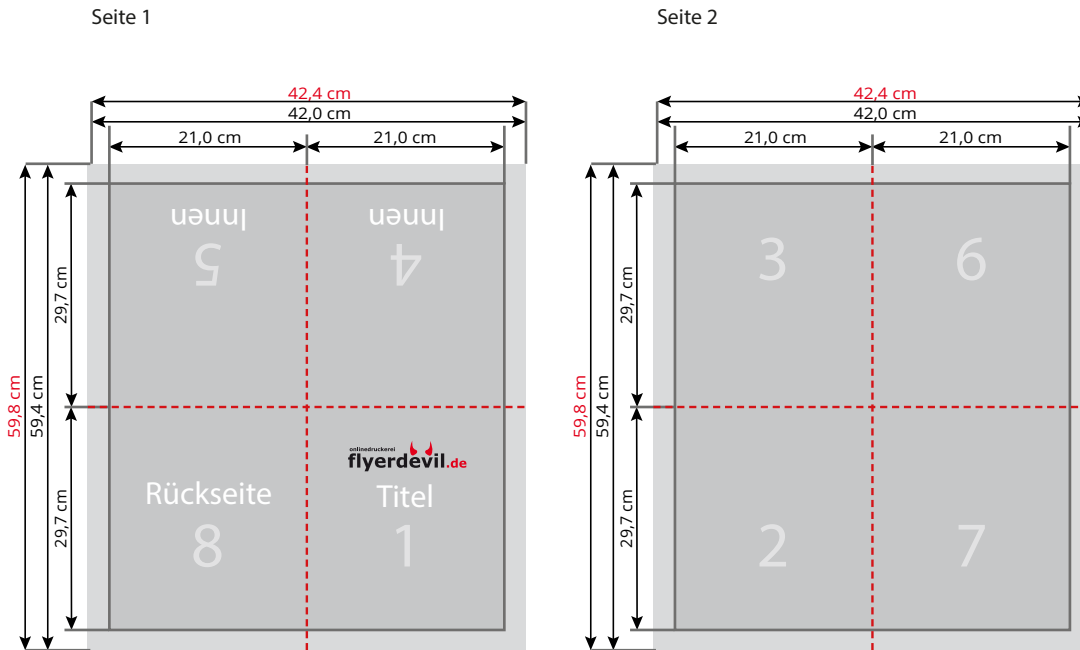 Seite 1
42,4 cm
42,0 cm
21,0 cm
21,0 cm
59,8 cm
59,4 cm
29,7 cm
29,7 cm
Innen
5
Innen
4
onlinedruckerei
flyerdevil.de
Rückseite
8
Titel
1
Seite 2
42,4 cm
42,0 cm
21,0 cm
21,0 cm
59,8 cm
59,4 cm
29,7 cm
29,7 cm
3
6
2
7